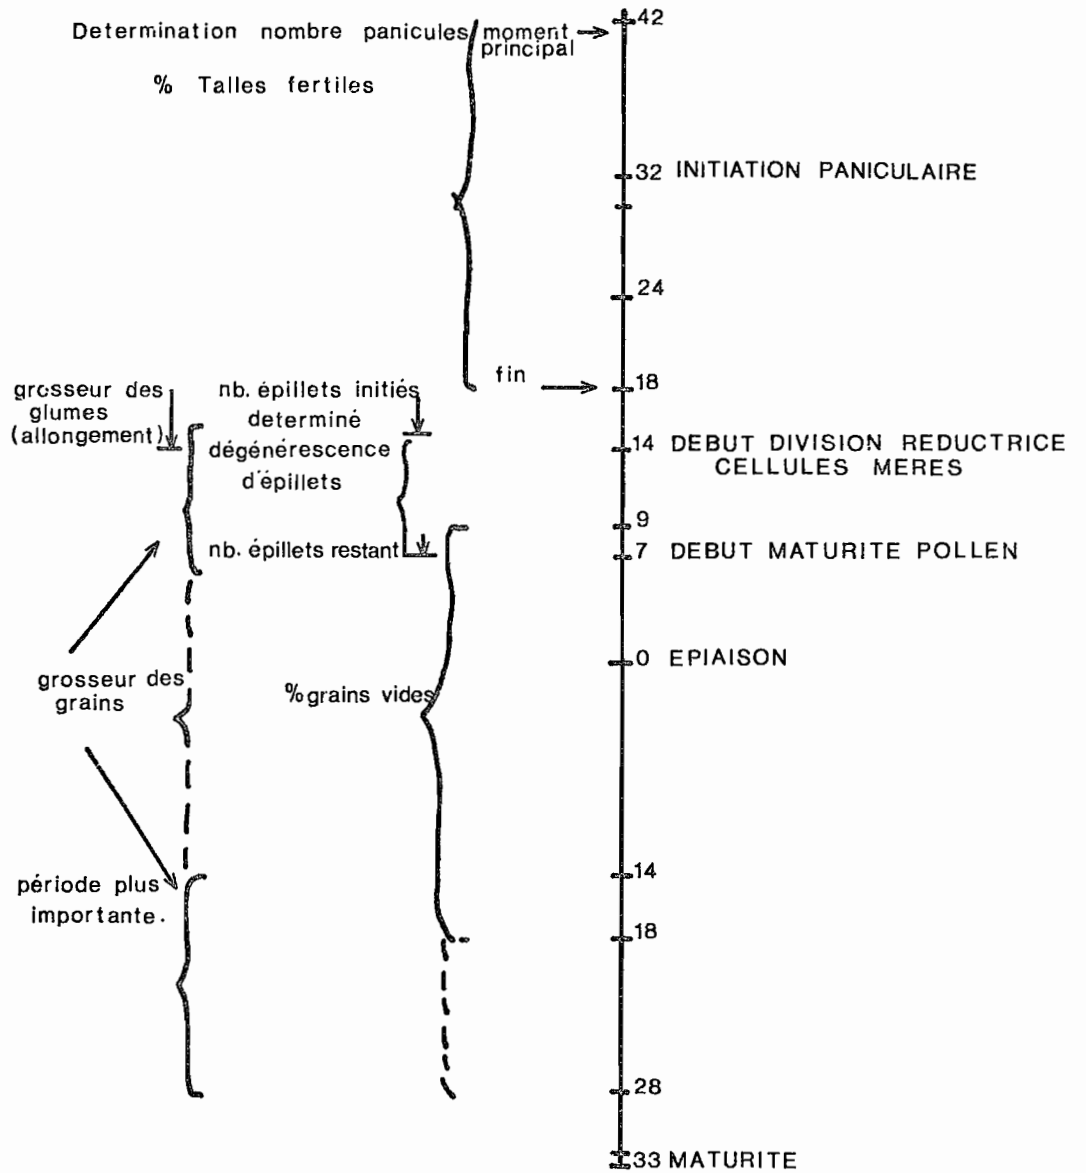 Determination nombre panicules moment principal
% Talles fertiles
42
32 INITIATION PANICULAIRE
24
fin
18
grosseur des
glumes
(allongement)
nb. épillets initiés
determiné
dégénérescence
d'épillets
14 DEBUT DIVISION REDUCTRICE
CELLULES MERES
9
nb. épillets restant
7 DEBUT MATURITE POLLEN
0 EPIAISON
grosseur des
grains
% grains vides
14
période plus
importante.
18
28
33 MATURITE